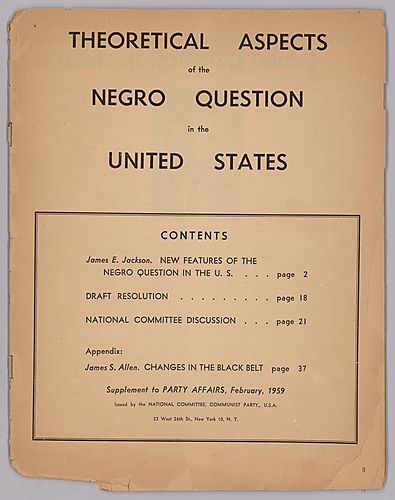 THEORETICAL ASPECTS
of the
NEGRO QUESTION
in the
UNITED STATES
CONTENTS
James E. Jackson. NEW FEATURES OF THE
NEGRO QUESTION IN THE U. S. . . . page 2
DRAFT RESOLUTION . . . . . . . . . page 18
NATIONAL COMMITTEE DISCUSSION . . . page 21
Appendix:
James S. Allen. CHANGES IN THE BLACK BELT page 37
Supplement to PARTY AFFAIRS, February, 1959
Issued by the NATIONAL COMMITTEE, COMMUNIST PARTY, U.S.A.
23 West 26th St., New York 10, N. Y.
3